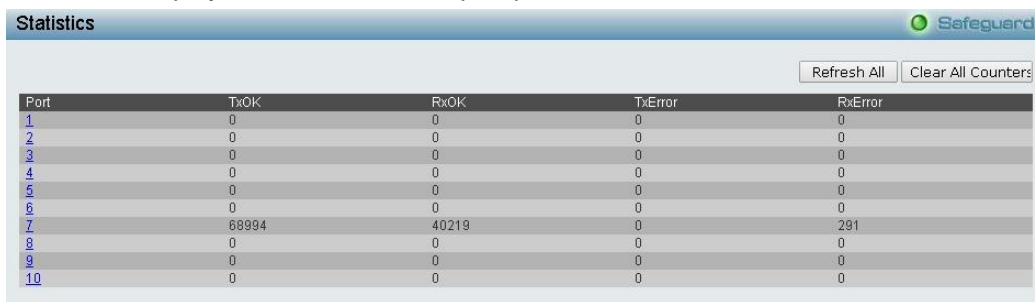 Statistics
Safeguard
Refresh All Clear All Counters
Port TxOK RxOK TxError RxError
1 0 0 0 0
2 0 0 0 0
3 0 0 0 0
4 0 0 0 0
5 0 0 0 0
6 0 0 0 0
7 68994 40219 0 291
8 0 0 0 0
9 0 0 0 0
10 0 0 0 0